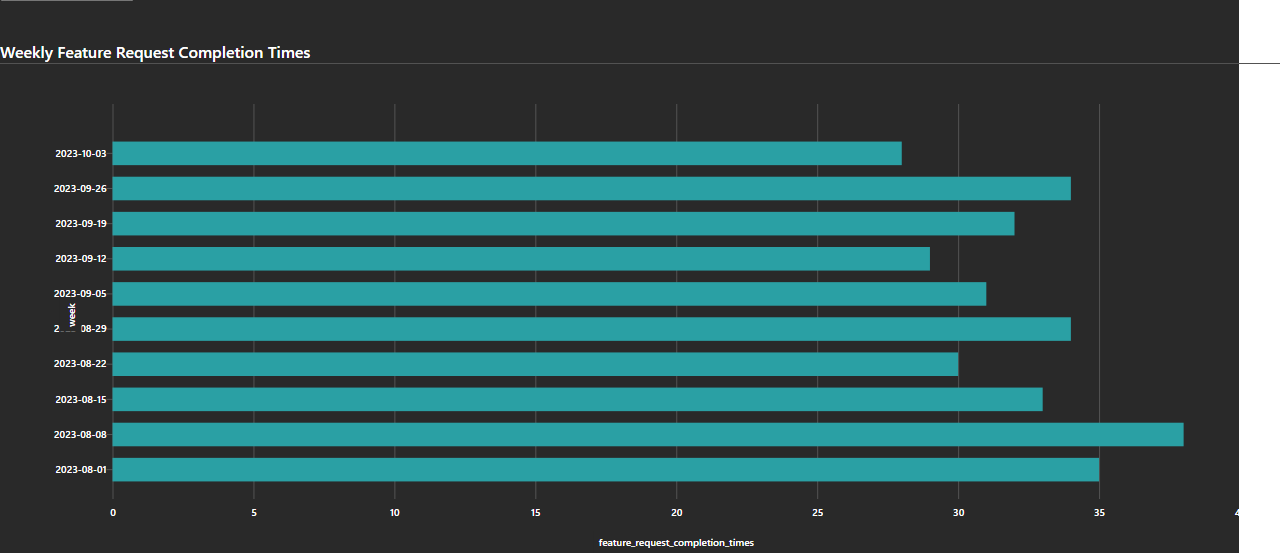 Weekly Feature Request Completion Times
2023-10-03
2023-09-26
2023-09-19
2023-09-12
2023-09-05
week
2 08-29
2023-08-22
2023-08-15
2023-08-08
2023-08-01
0 5 10 15 20 25 30 35
feature_request_completion_times